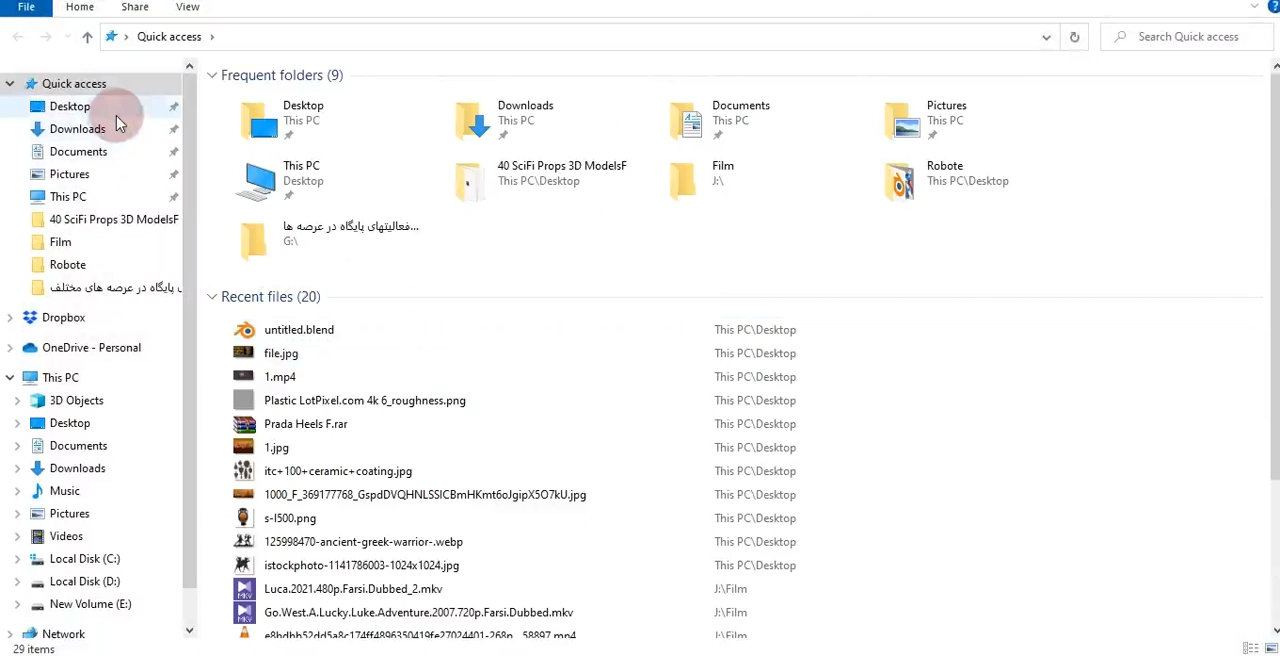 File Home Share View
Quick access
Search Quick access
Quick access
Desktop
Downloads
Documents
Pictures
This PC
40 SciFi Props 3D ModelsF
Film
Robote
پایگاه در عرصه های مختلف
Dropbox
OneDrive - Personal
This PC
3D Objects
Desktop
Documents
Downloads
Music
Pictures
Videos
Local Disk (C:)
Local Disk (D:)
New Volume (E:)
Network
Frequent folders (9)
Desktop
This PC
Downloads
This PC
Documents
This PC
Pictures
This PC
This PC
Desktop
40 SciFi Props 3D ModelsF
This PC\Desktop
Film
J:\
Robote
This PC\Desktop
فعالیتهای پایگاه در عرصه ها...
G:\
Recent files (20)
untitled.blend This PC\Desktop
file.jpg This PC\Desktop
1.mp4 This PC\Desktop
Plastic LotPixel.com 4k 6_roughness.png This PC\Desktop
Prada Heels F.rar This PC\Desktop
1.jpg This PC\Desktop
itc+100+ceramic+coating.jpg This PC\Desktop
1000_F_369177768_GspdDVQHNLSSlCBmHKmt6oJgipX5O7kU.jpg This PC\Desktop
s-l500.png This PC\Desktop
125998470-ancient-greek-warrior-.webp This PC\Desktop
istockphoto-1141786003-1024x1024.jpg This PC\Desktop
Luca.2021.480p.Farsi.Dubbed_2.mkv J:\Film
Go.West.A.Lucky.Luke.Adventure.2007.720p.Farsi.Dubbed.mkv J:\Film
J:\Film
29 items